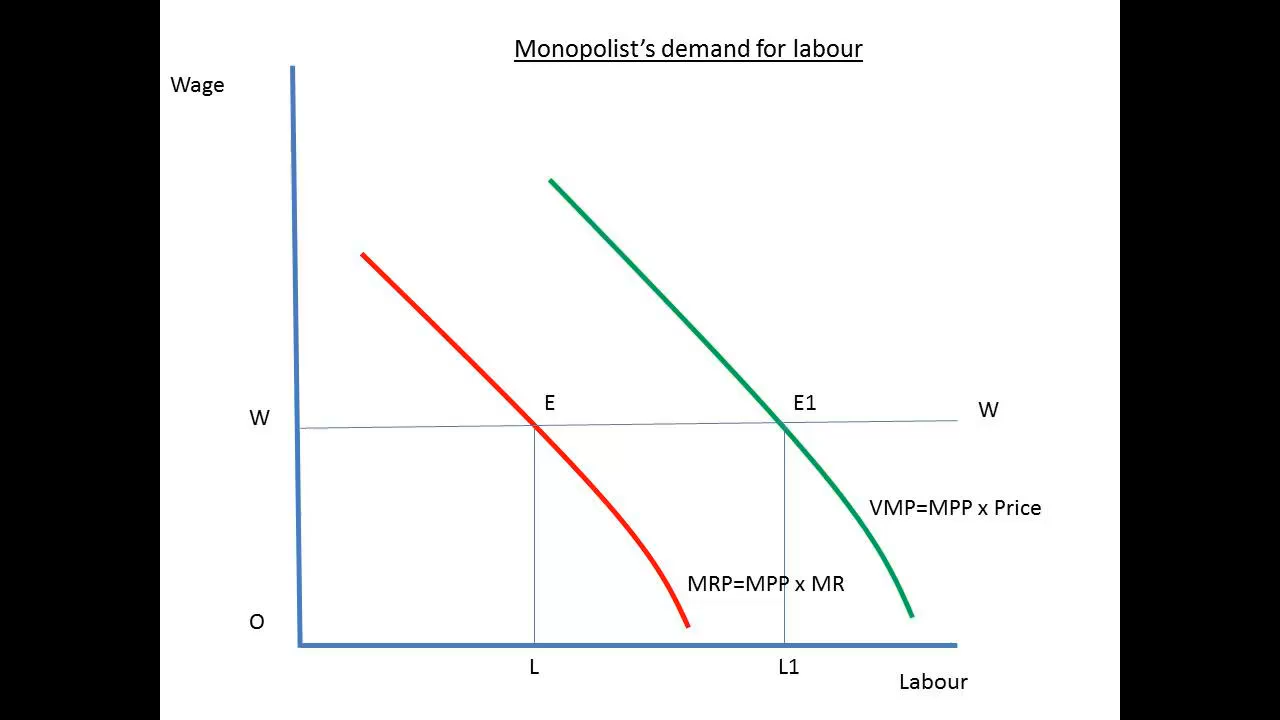 Monopolist’s demand for labour
Wage
E
E1
W
W
VMP=MPP x Price
MRP=MPP x MR
O
L
L1
Labour